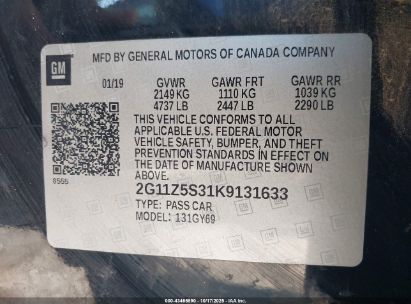 MFD BY GENERAL MOTORS OF CANADA COMPANY
GM
01/19 GVWR GAWR FRT GAWR RR
2149 KG 1110 KG 1039 KG
4737 LB 2447 LB 2290 LB
THIS VEHICLE CONFORMS TO ALL
APPLICABLE U.S. FEDERAL MOTOR
VEHICLE SAFETY, BUMPER, AND THEFT
PREVENTION STANDARDS IN EFFECT ON
THE DATE OF MANUFACTURE SHOWN
ABOVE.
2G11Z5S31K9131633
TYPE: PASS CAR
MODEL: 131GY69